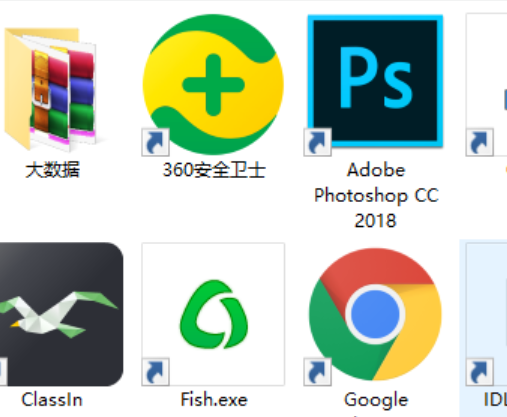 Ps
大数据
360安全卫士
Adobe
Photoshop CC
2018
ClassIn
Fish.exe
Google